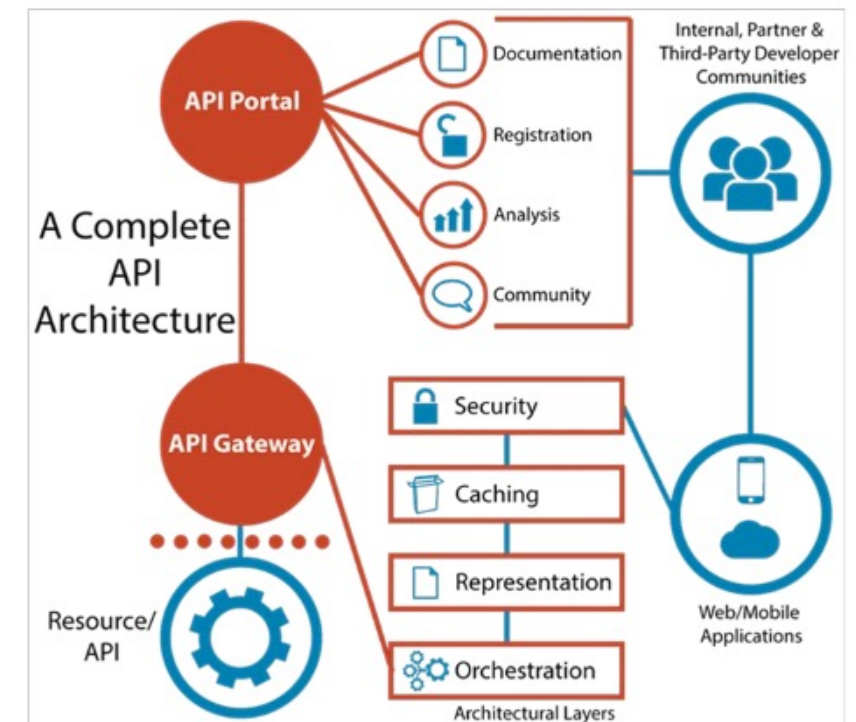 API Portal
Documentation
Registration
Analysis
Community
Internal, Partner &
Third-Party Developer
Communities
A Complete
API
Architecture
API Gateway
Security
Caching
Representation
Orchestration
Architectural Layers
Web/Mobile
Applications
Resource/
API